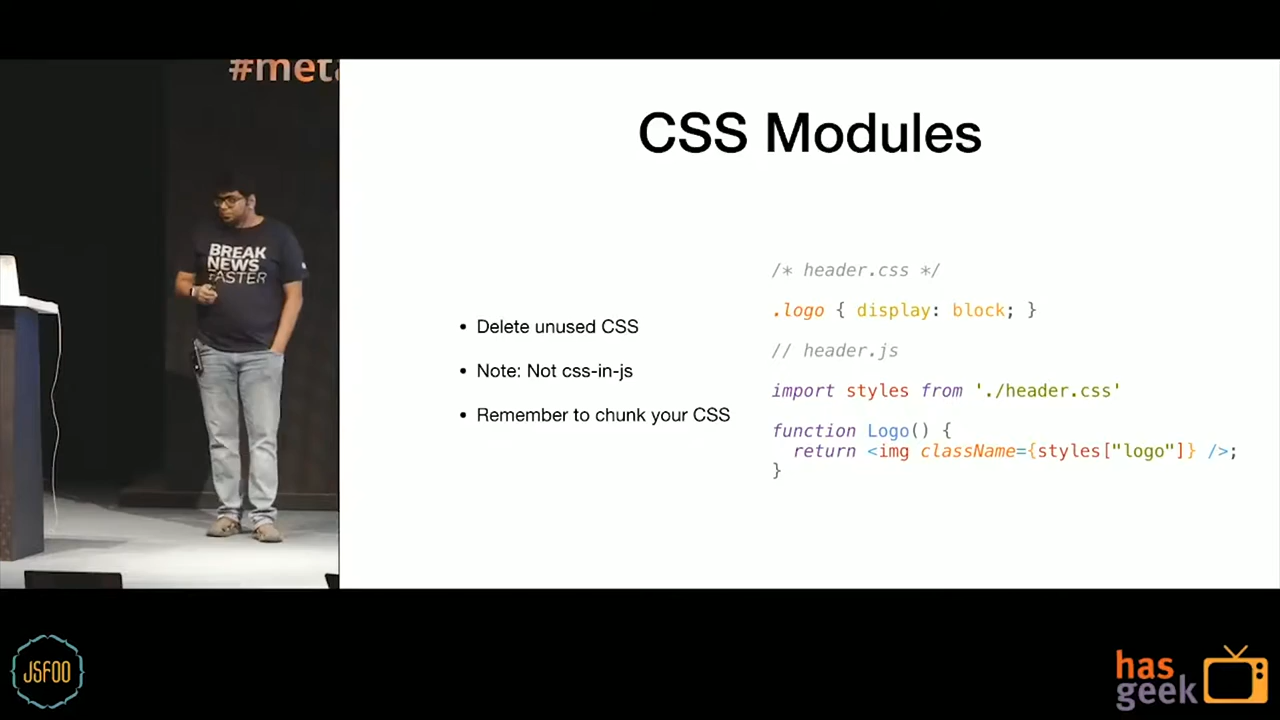 #meta
CSS Modules
BREAK
NEWS
FASTER
• Delete unused CSS
• Note: Not css-in-js
• Remember to chunk your CSS
/* header.css */
.logo { display: block; }
// header.js
import styles from './header.css'
function Logo() {
return <img className={styles["logo"]} />;
}
JSFOO
has
geek